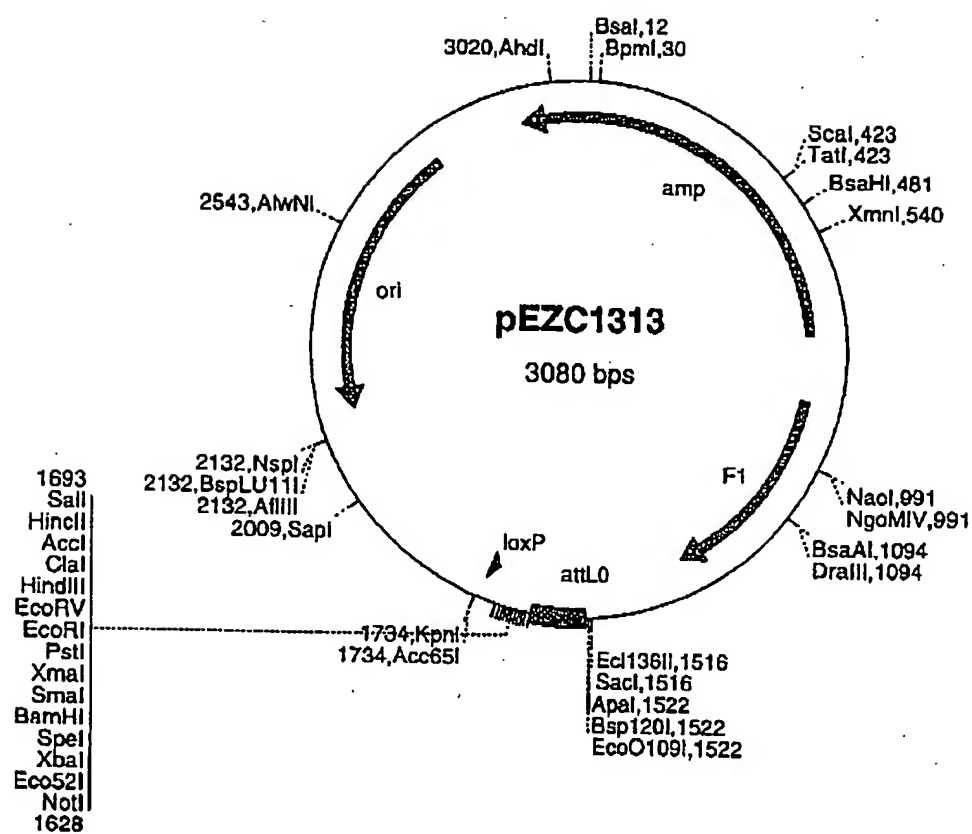 BsaI,12
3020,AhdI
BpmI,30
ScaI,423
TatI,423
BsaHI,481
XmnI,540
amp
2543,AlwNI
ori
pEZC1313
3080 bps
2132,NspI
2132,BspLU11I
2132,AflIII
2009,SapI
F1
NaoI,991
NgoMIV,991
BsaAI,1094
DraIII,1094
loxP
attL0
1734,KpnI
1734,Acc65I
Ecl136II,1516
SacI,1516
ApaI,1522
Bsp120I,1522
EcoO109I,1522
1693
SalI
HincII
AccI
ClaI
HindIII
EcoRV
EcoRI
PstI
XmaI
SmaI
BamHI
SpeI
XbaI
Eco52I
NotI
1628